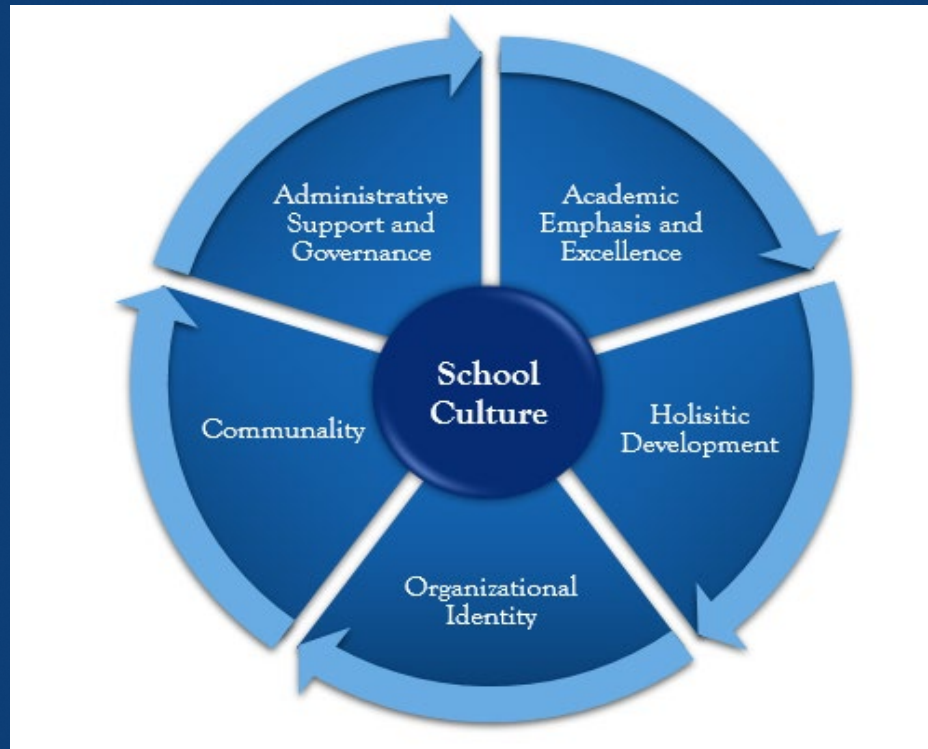 Administrative
Support and
Governance
Academic
Emphasis and
Excellence
School
Culture
Communality
Holisitic
Development
Organizational
Identity